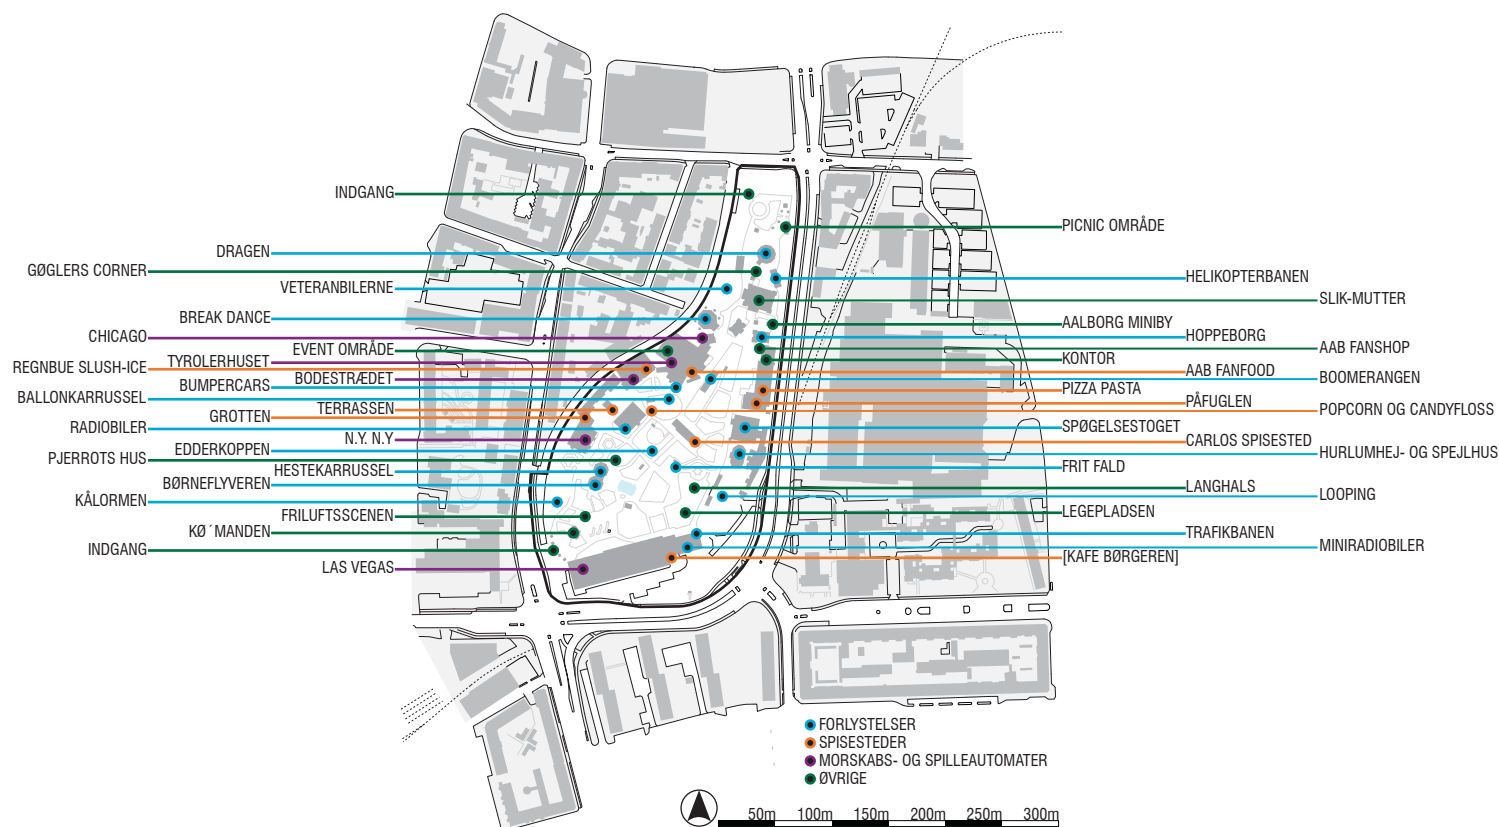 INDGANG
DRAGEN
GØGLERS CORNER
VETERANBILERNE
BREAK DANCE
CHICAGO
EVENT OMRÅDE
TYROLERHUSET
REGNBUE SLUSH-ICE
BODESTRÆDET
BUMPERCARS
BALLONKARRUSSEL
TERRASSEN
GROTTEN
RADIOBILER
N.Y. N.Y
EDDERKOPPEN
PJERROTS HUS
HESTEKARRUSSEL
BØRNEFLYVEREN
KÅLORMEN
FRILUFTSSCENEN
KØ´MANDEN
INDGANG
LAS VEGAS
PICNIC OMRÅDE
HELIKOPTERBANEN
SLIK-MUTTER
AALBORG MINIBY
HOPPEBORG
AAB FANSHOP
KONTOR
AAB FANFOOD
BOOMERANGEN
PIZZA PASTA
PÅFUGLEN
POPCORN OG CANDYFLOSS
SPØGELSESTOGET
CARLOS SPISESTED
HURLUMHEJ- OG SPEJLHUS
FRIT FALD
LANGHALS
LOOPING
LEGEPLADSEN
TRAFIKBANEN
MINIRADIOBILER
[KAFE BØRGEREN]
FORLYSTELSER
SPISESTEDER
MORSKABS- OG SPILLEAUTOMATER
ØVRIGE
50m 100m 150m 200m 250m 300m